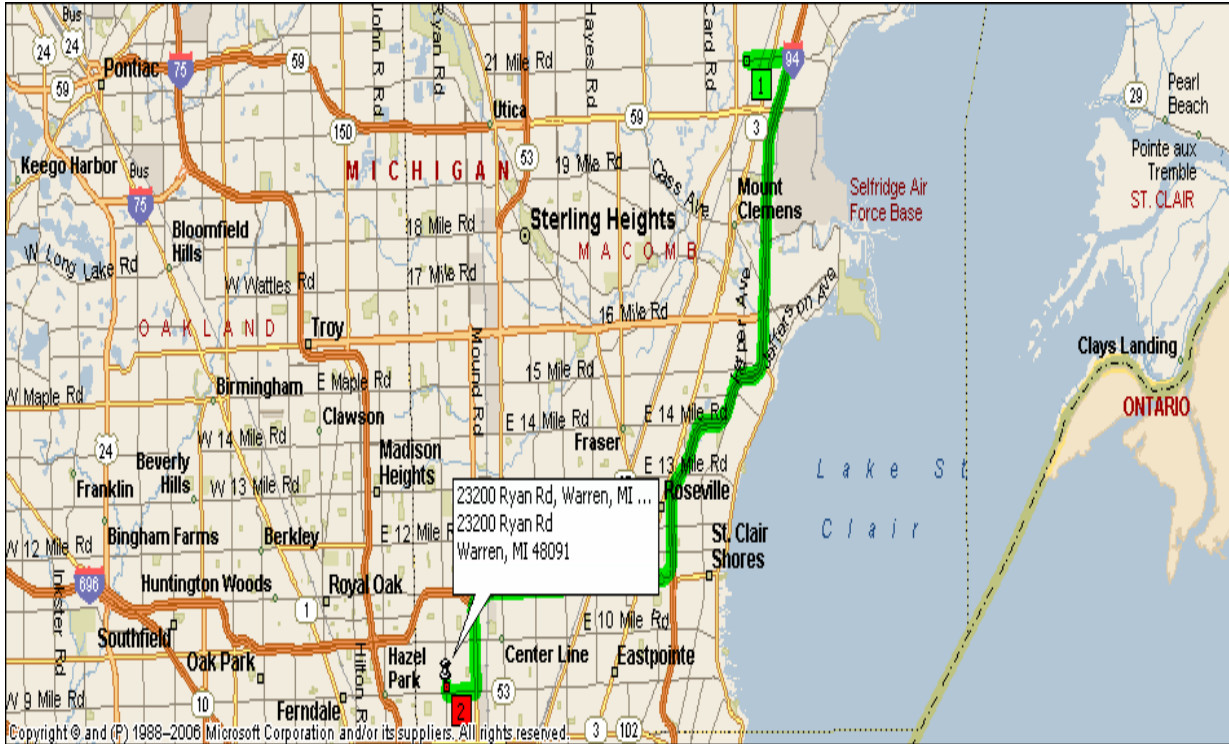 Bus
24
24
59
Pontiac
75
59
John Rd
Ryan Rd
Hayes Rd
21 Mile Rd
94
1
29
Pearl
Beach
59
150
Utica
59
3
Keego Harbor
Bus
75
MICHIGAN
53
19 Mile Rd
Cass Ave
Mount
Clemens
Selfridge Air
Force Base
Pointe aux
Tremble
ST. CLAIR
Bloomfield
Hills
W Long Lake Rd
18 Mile Rd
Sterling Heights
MACOMB
W Wattles Rd
17 Mile Rd
16 Mile Rd
OAKLAND
Troy
Mound Rd
Jefferson Ave
Clays Landing
W Maple Rd
Birmingham
E Maple Rd
15 Mile Rd
ONTARIO
Clawson
W 14 Mile Rd
E 14 Mile Rd
Fraser
E 14 Mile Rd
24
Beverly
Hills
Madison
Heights
E 13 Mile Rd
Lake St
Clair
Franklin
W 13 Mile Rd
23200 Ryan Rd, Warren, MI ...
23200 Ryan Rd
Warren, MI 48091
Roseville
Bingham Farms
Berkley
E 12 Mile R
St. Clair
Shores
W 12 Mile Rd
696
Inkster Rd
Huntington Woods
Royal Oak
1
Southfield
Hilton R
E 10 Mile Rd
Oak Park
Hazel
Park
Center Line
Eastpointe
W 9 Mile Rd
10
Ferndale
2
53
3
102
Copyright © and (P) 1988–2006 Microsoft Corporation and/or its suppliers. All rights reserved.